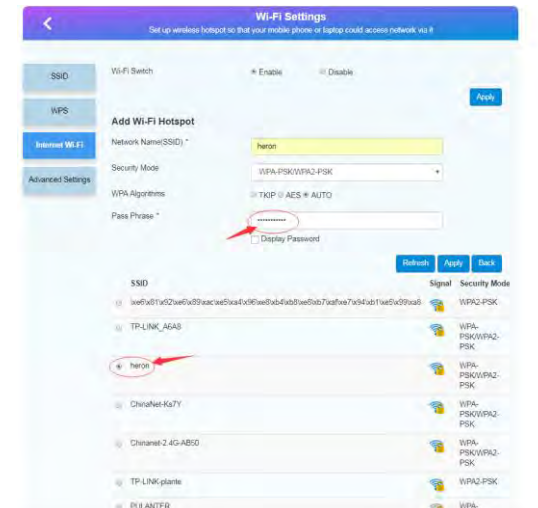 Wi-Fi Settings
Set up wireless hotspot so that your mobile phone or laptop could access network via it
SSID
WPS
Internet Wi-Fi
Advanced Settings
Wi-Fi Switch
Enable Disable
Apply
Add Wi-Fi Hotspot
Network Name(SSID) *
heron
Security Mode
WPA-PSK/WPA2-PSK
WPA Algorithms
TKIP AES AUTO
Pass Phrase *
***********
Display Password
Refresh Apply Back
SSID Signal Security Mode
WPA2-PSK
TP-LINK_A6A8 WPA-PSK/WPA2-
PSK
heron WPA-
PSK/WPA2-
PSK
ChinaNet-Ks7Y WPA-
PSK/WPA2-
PSK
Chinanet-2.4G-AB50 WPA-
PSK/WPA2-
PSK
TP-LINK-plante WPA2-PSK
PULANTER WPA-